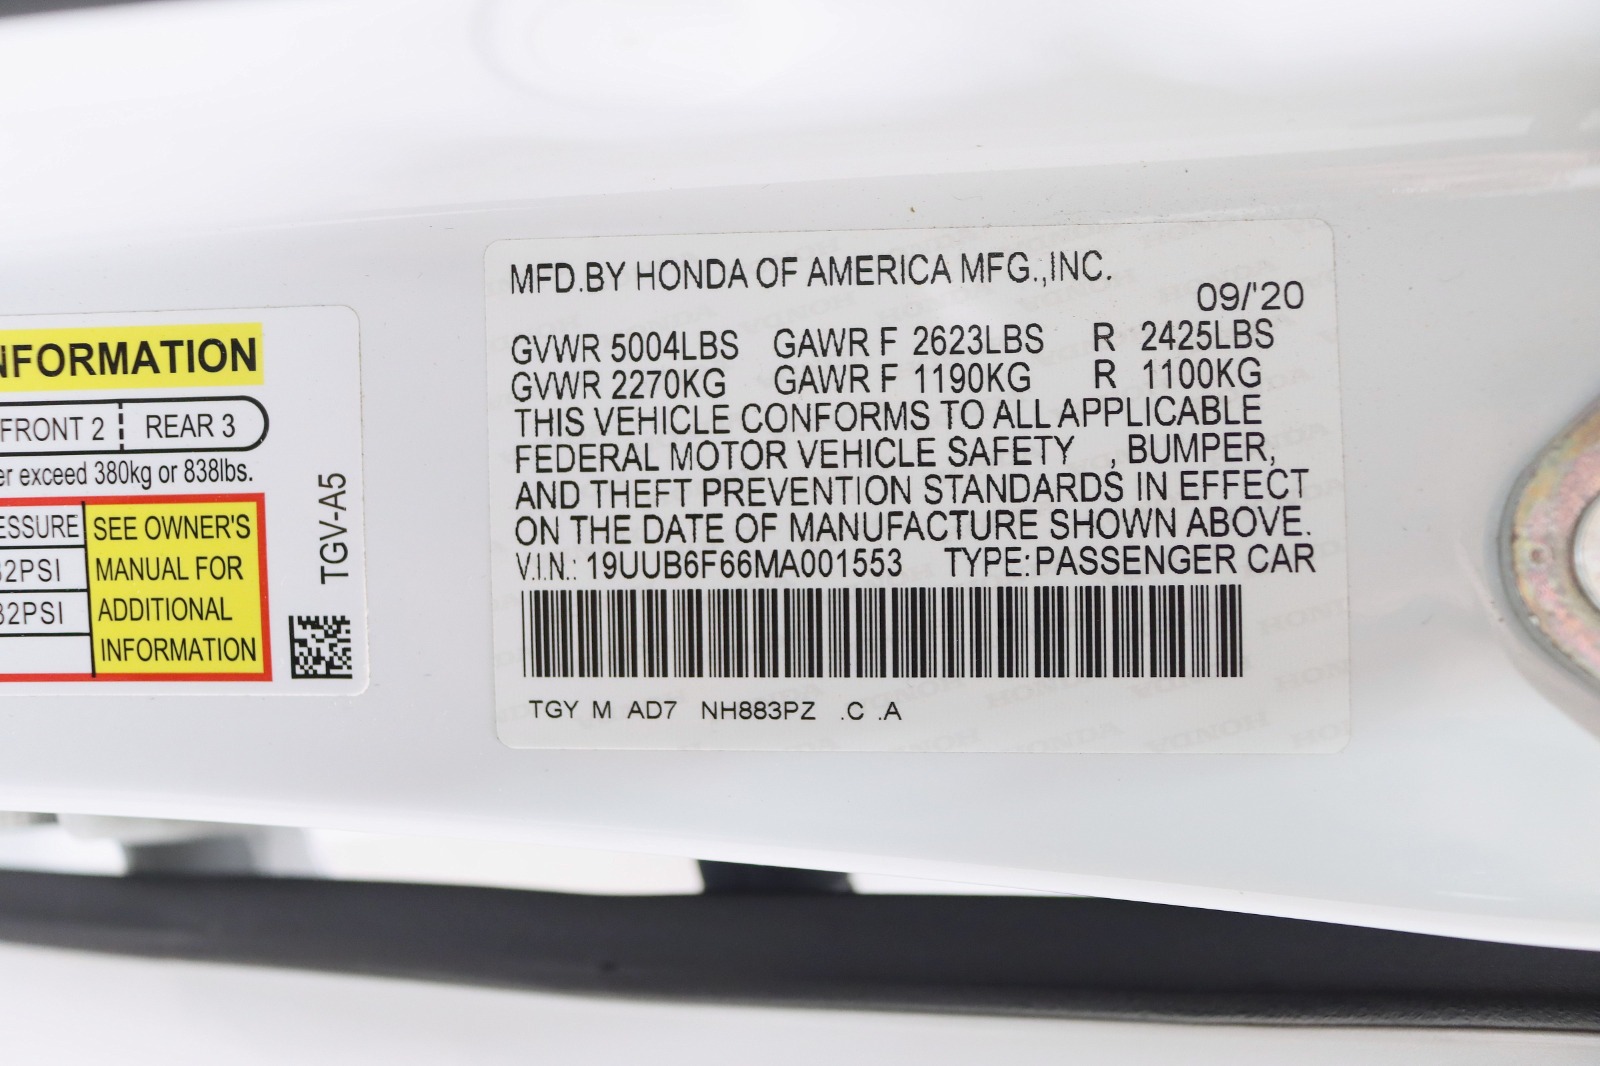 NFORMATION
FRONT 2 REAR 3
er exceed 380kg or 838lbs.
ESSURE
32PSI
32PSI
SEE OWNER'S
MANUAL FOR
ADDITIONAL
INFORMATION
TGV-A5
MFD.BY HONDA OF AMERICA MFG.,INC.
09/'20
GVWR 5004LBS GAWR F 2623LBS R 2425LBS
GVWR 2270KG GAWR F 1190KG R 1100KG
THIS VEHICLE CONFORMS TO ALL APPLICABLE
FEDERAL MOTOR VEHICLE SAFETY , BUMPER,
AND THEFT PREVENTION STANDARDS IN EFFECT
ON THE DATE OF MANUFACTURE SHOWN ABOVE.
V.I.N.: 19UUB6F66MA001553 TYPE:PASSENGER CAR
TGY M AD7 NH883PZ .C .A